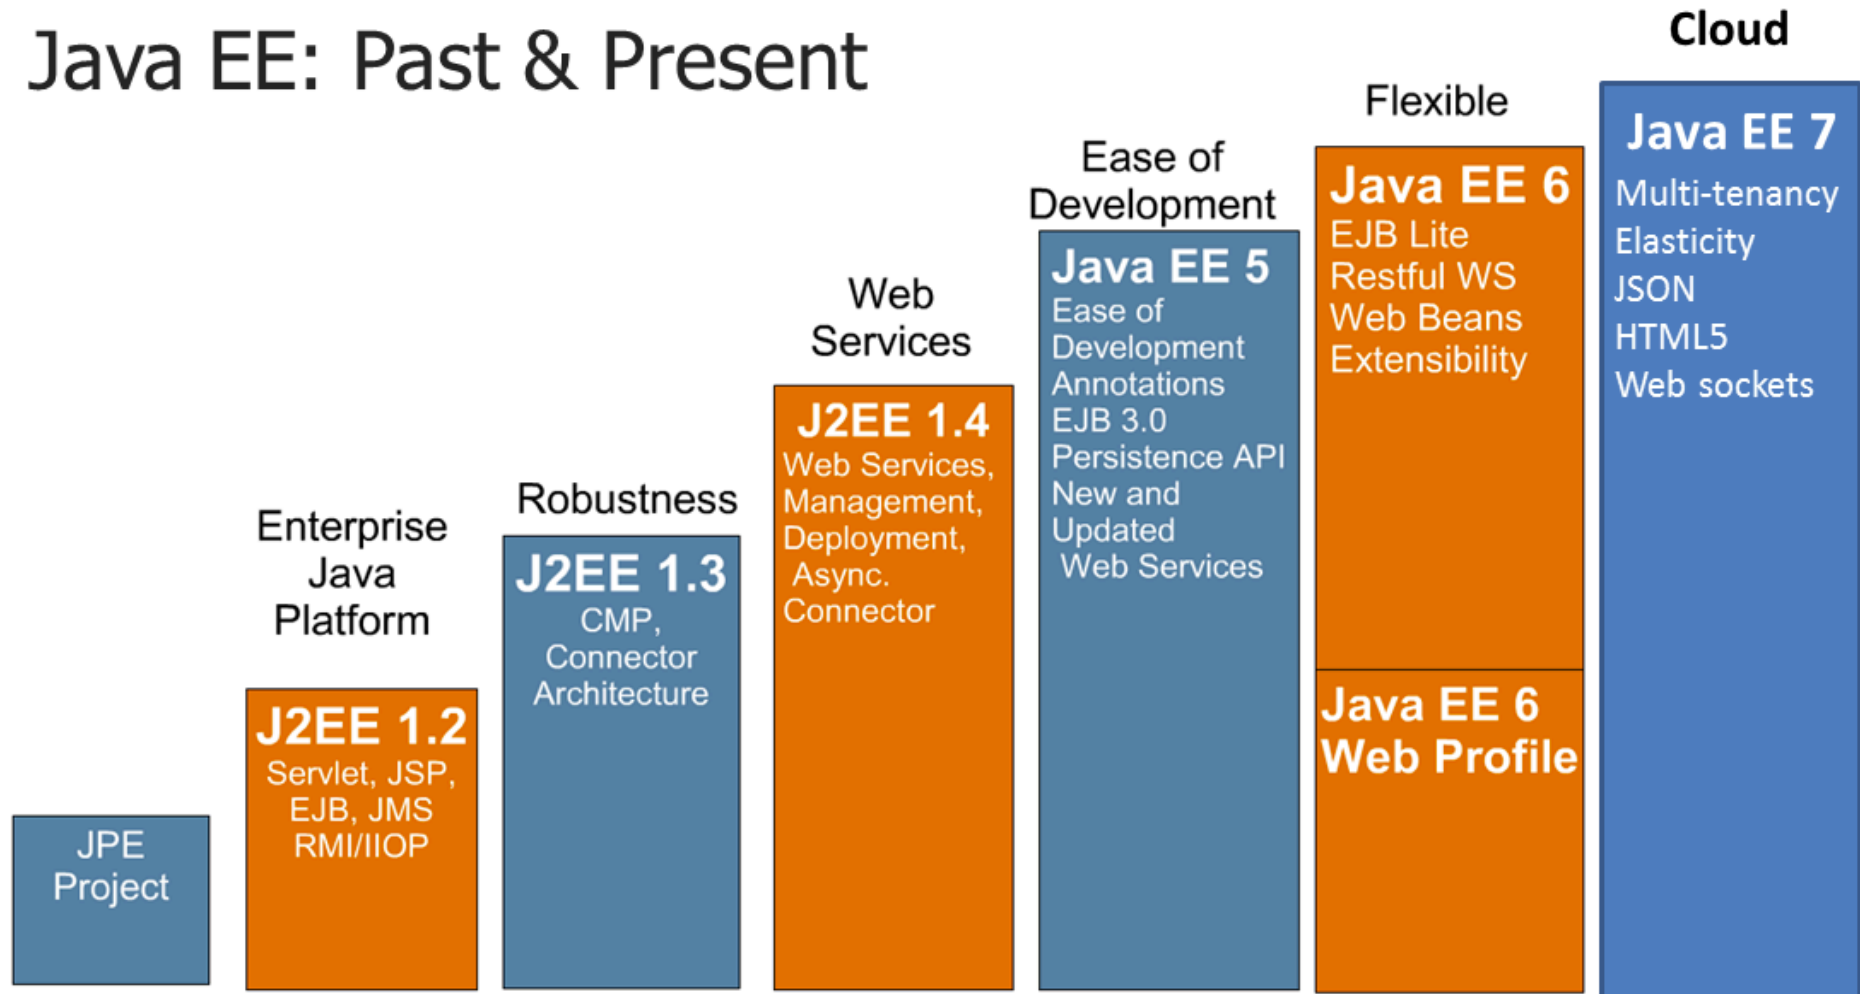 Java EE: Past & Present
JPE
Project
Enterprise
Java
Platform
J2EE 1.2
Servlet, JSP,
EJB, JMS
RMI/IIOP
Robustness
J2EE 1.3
CMP,
Connector
Architecture
Web
Services
J2EE 1.4
Web Services,
Management,
Deployment,
Async.
Connector
Ease of
Development
Java EE 5
Ease of
Development
Annotations
EJB 3.0
Persistence API
New and
Updated
Web Services
Flexible
Java EE 6
EJB Lite
Restful WS
Web Beans
Extensibility
Java EE 6
Web Profile
Cloud
Java EE 7
Multi-tenancy
Elasticity
JSON
HTML5
Web sockets